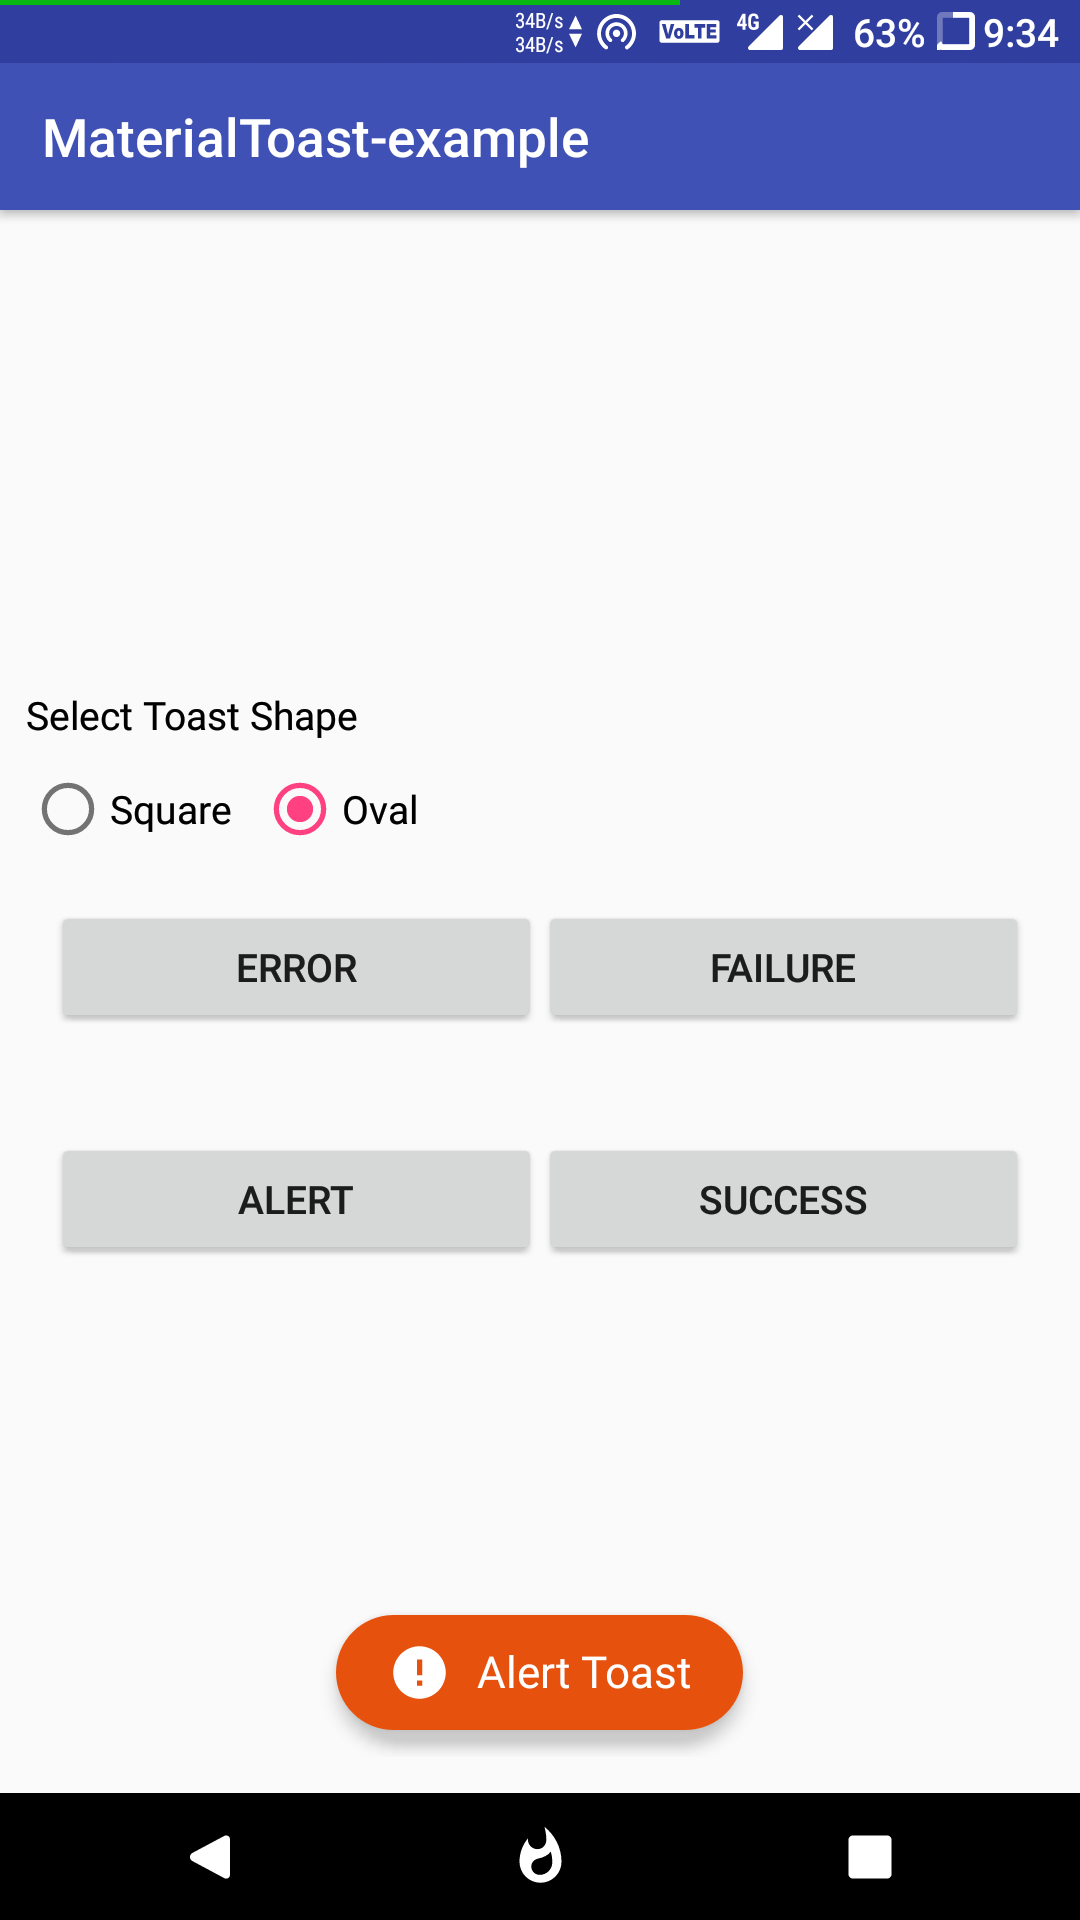 34B/s
34B/s
VoLTE 4G 63% 9:34
MaterialToast-example
Select Toast Shape
Square Oval
ERROR FAILURE
ALERT SUCCESS
! Alert Toast